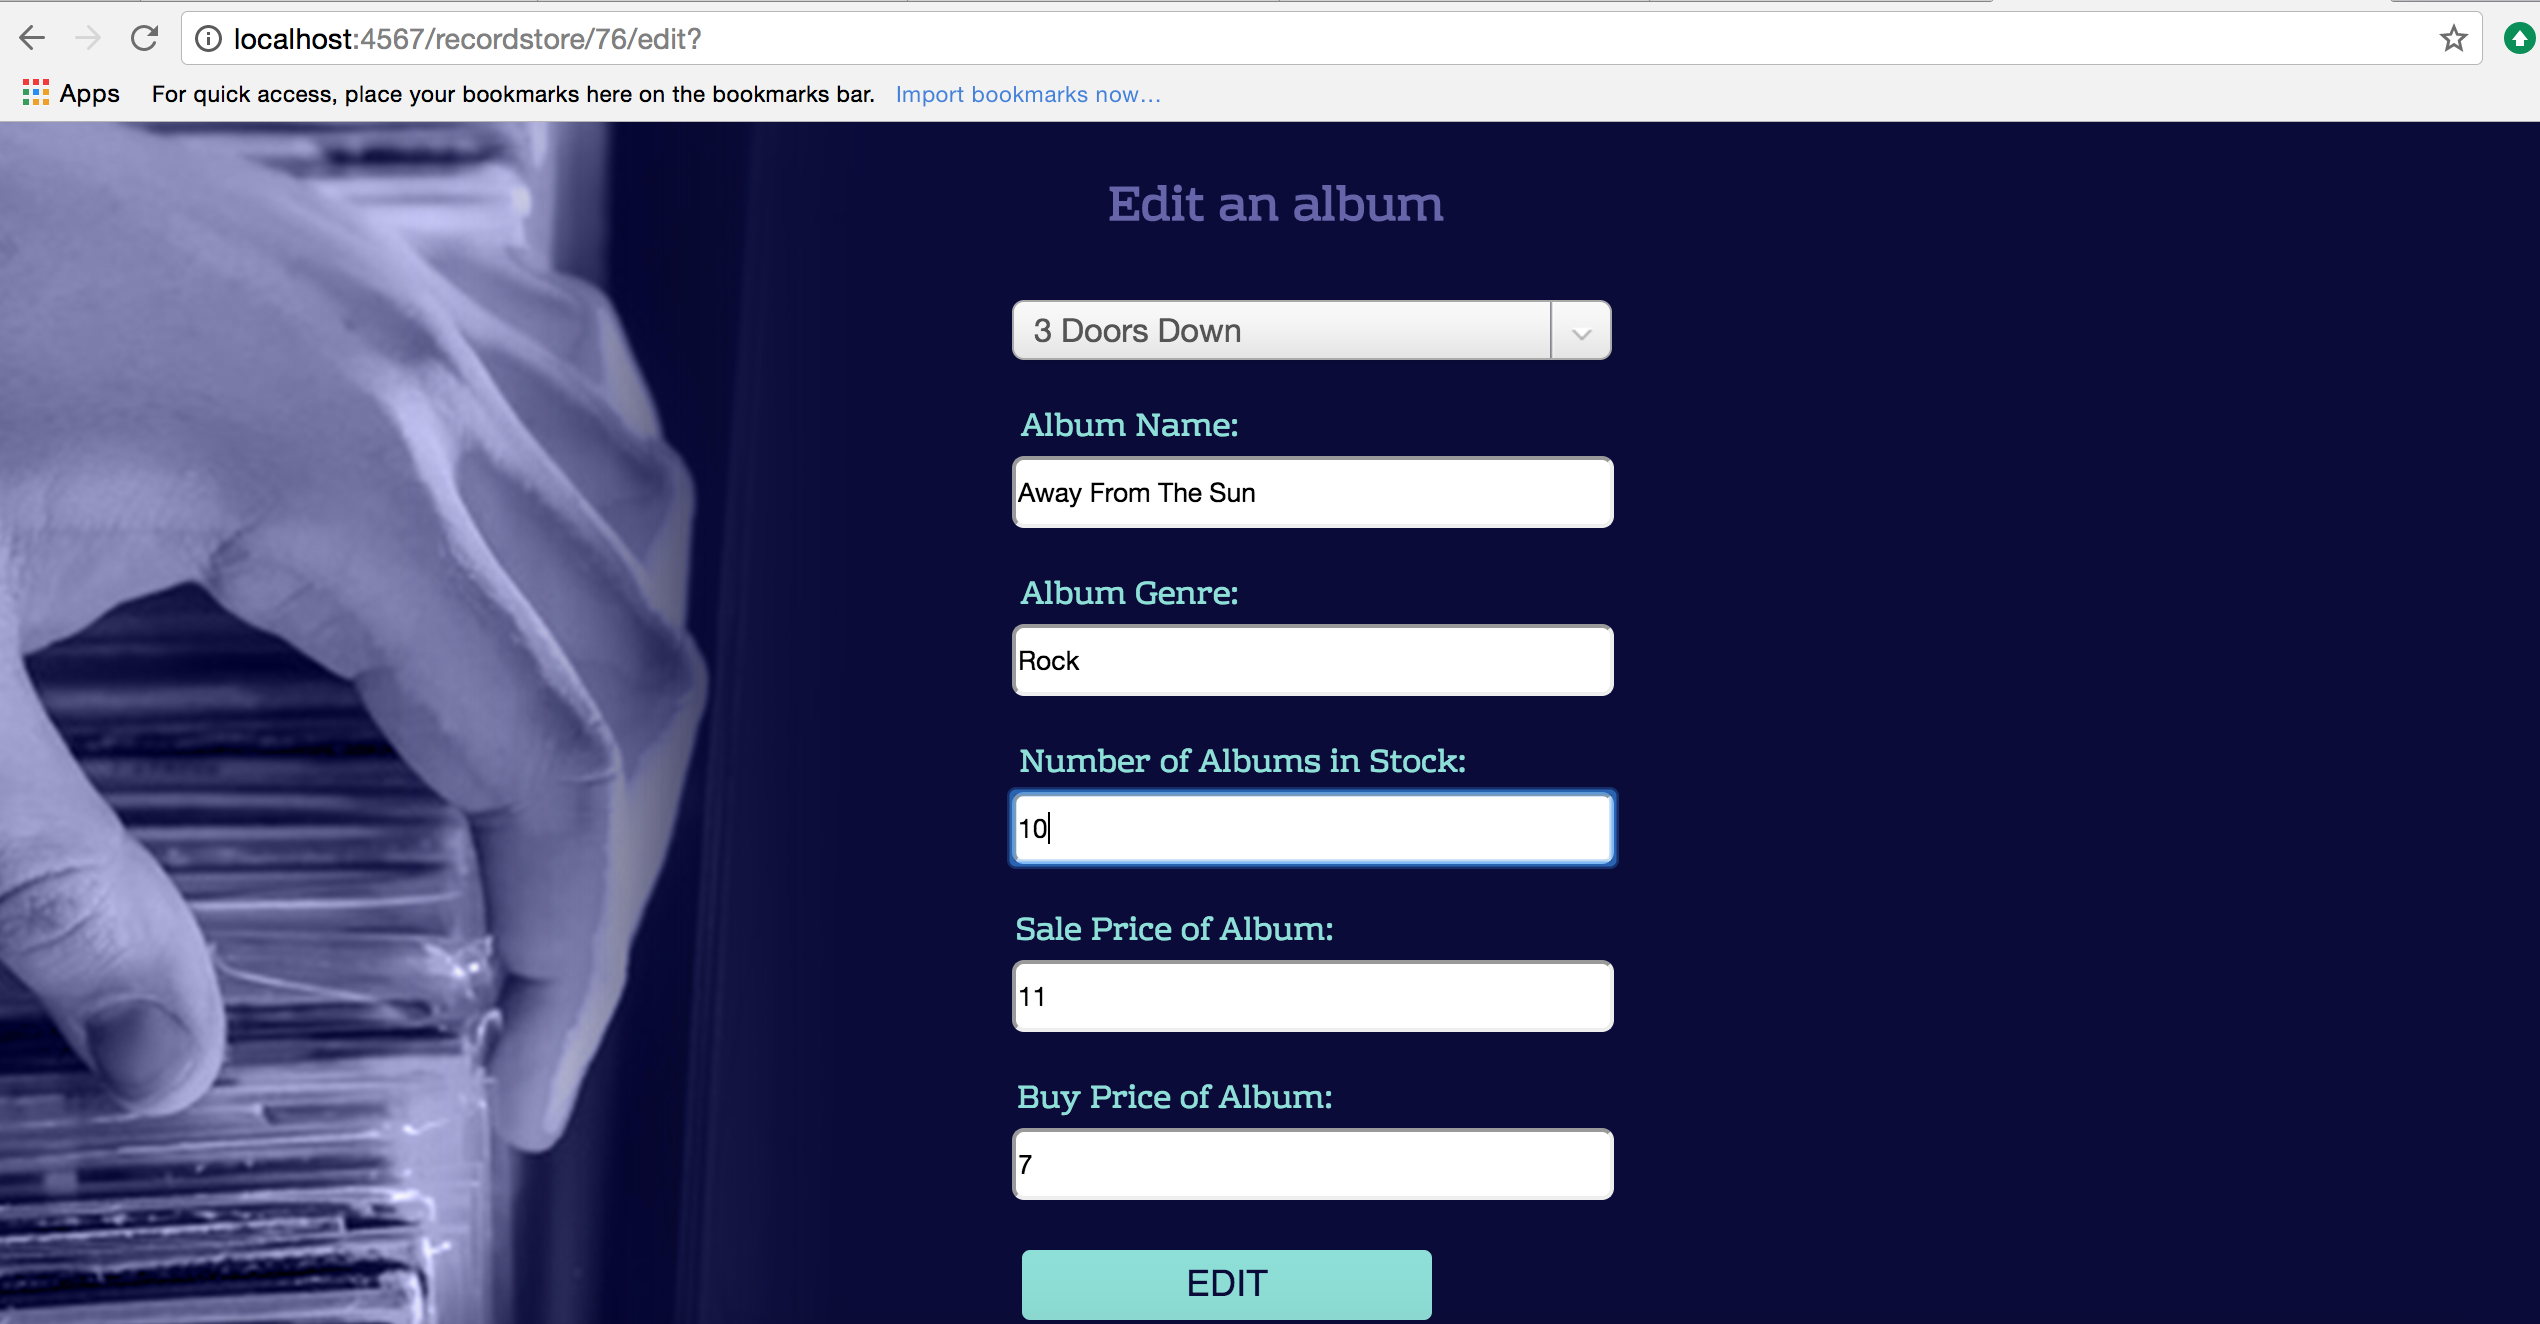 localhost:4567/recordstore/76/edit?
Apps For quick access, place your bookmarks here on the bookmarks bar. Import bookmarks now...
Edit an album
3 Doors Down
Album Name:
Away From The Sun
Album Genre:
Rock
Number of Albums in Stock:
10
Sale Price of Album:
11
Buy Price of Album:
7
EDIT